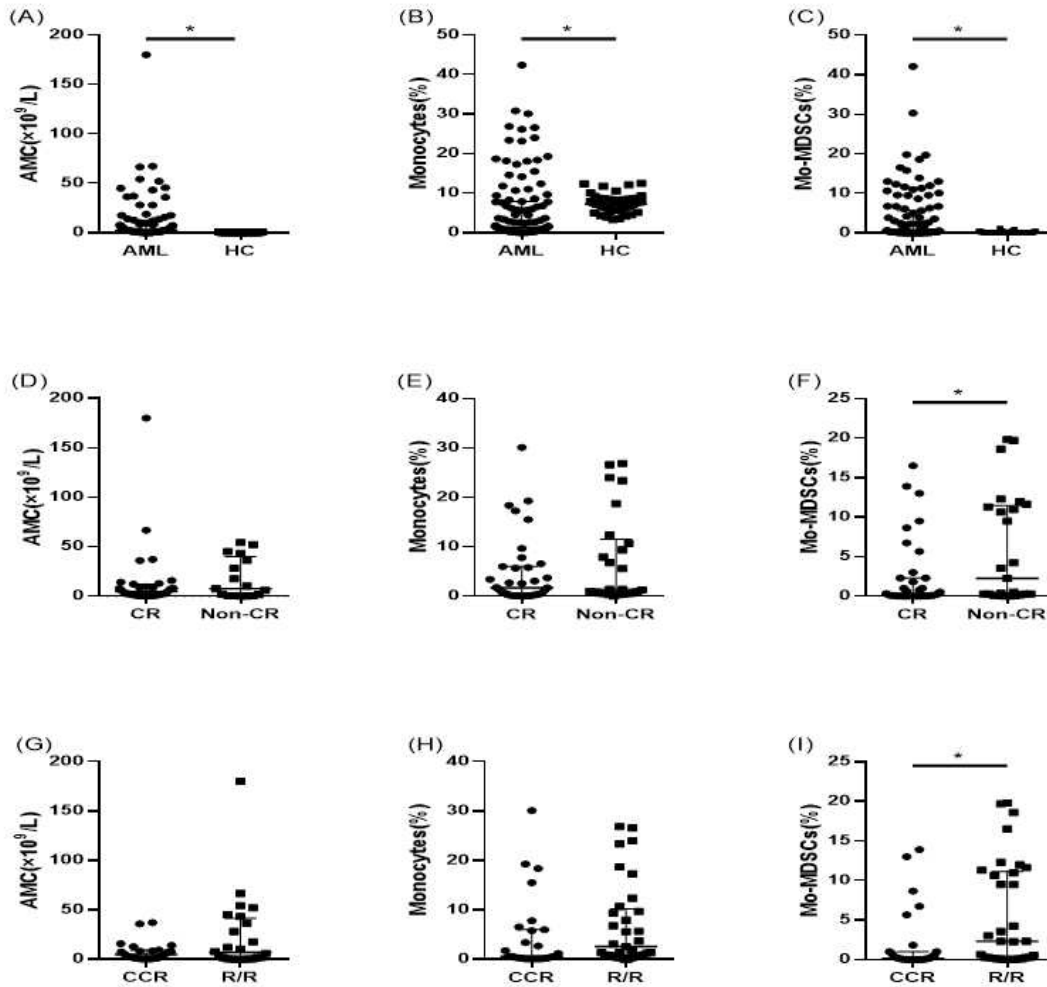 (A)
*
200
150
100
50
0
AMC(×10⁹/L)
AML HC
(B)
*
50
40
30
20
10
0
Monocytes(%)
AML HC
(C)
*
50
40
30
20
10
0
Mo-MDSCs(%)
AML HC
(D)
200
150
100
50
0
AMC(×10⁹/L)
CR Non-CR
(E)
40
30
20
10
0
Monocytes(%)
CR Non-CR
(F)
*
25
20
15
10
5
0
Mo-MDSCs(%)
CR Non-CR
(G)
200
150
100
50
0
AMC(×10⁹/L)
CCR R/R
(H)
40
30
20
10
0
Monocytes(%)
CCR R/R
(I)
*
25
20
15
10
5
0
Mo-MDSCs(%)
CCR R/R